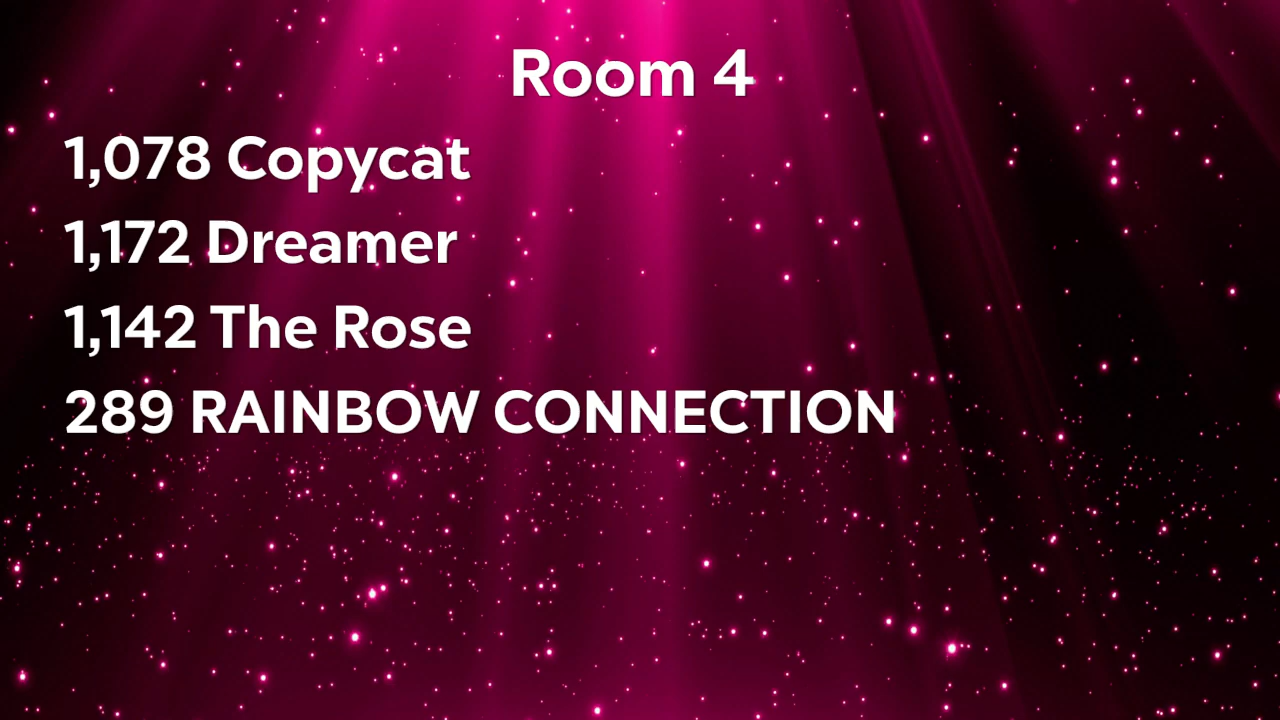 Room 4
1,078 Copycat
1,172 Dreamer
1,142 The Rose
289 RAINBOW CONNECTION